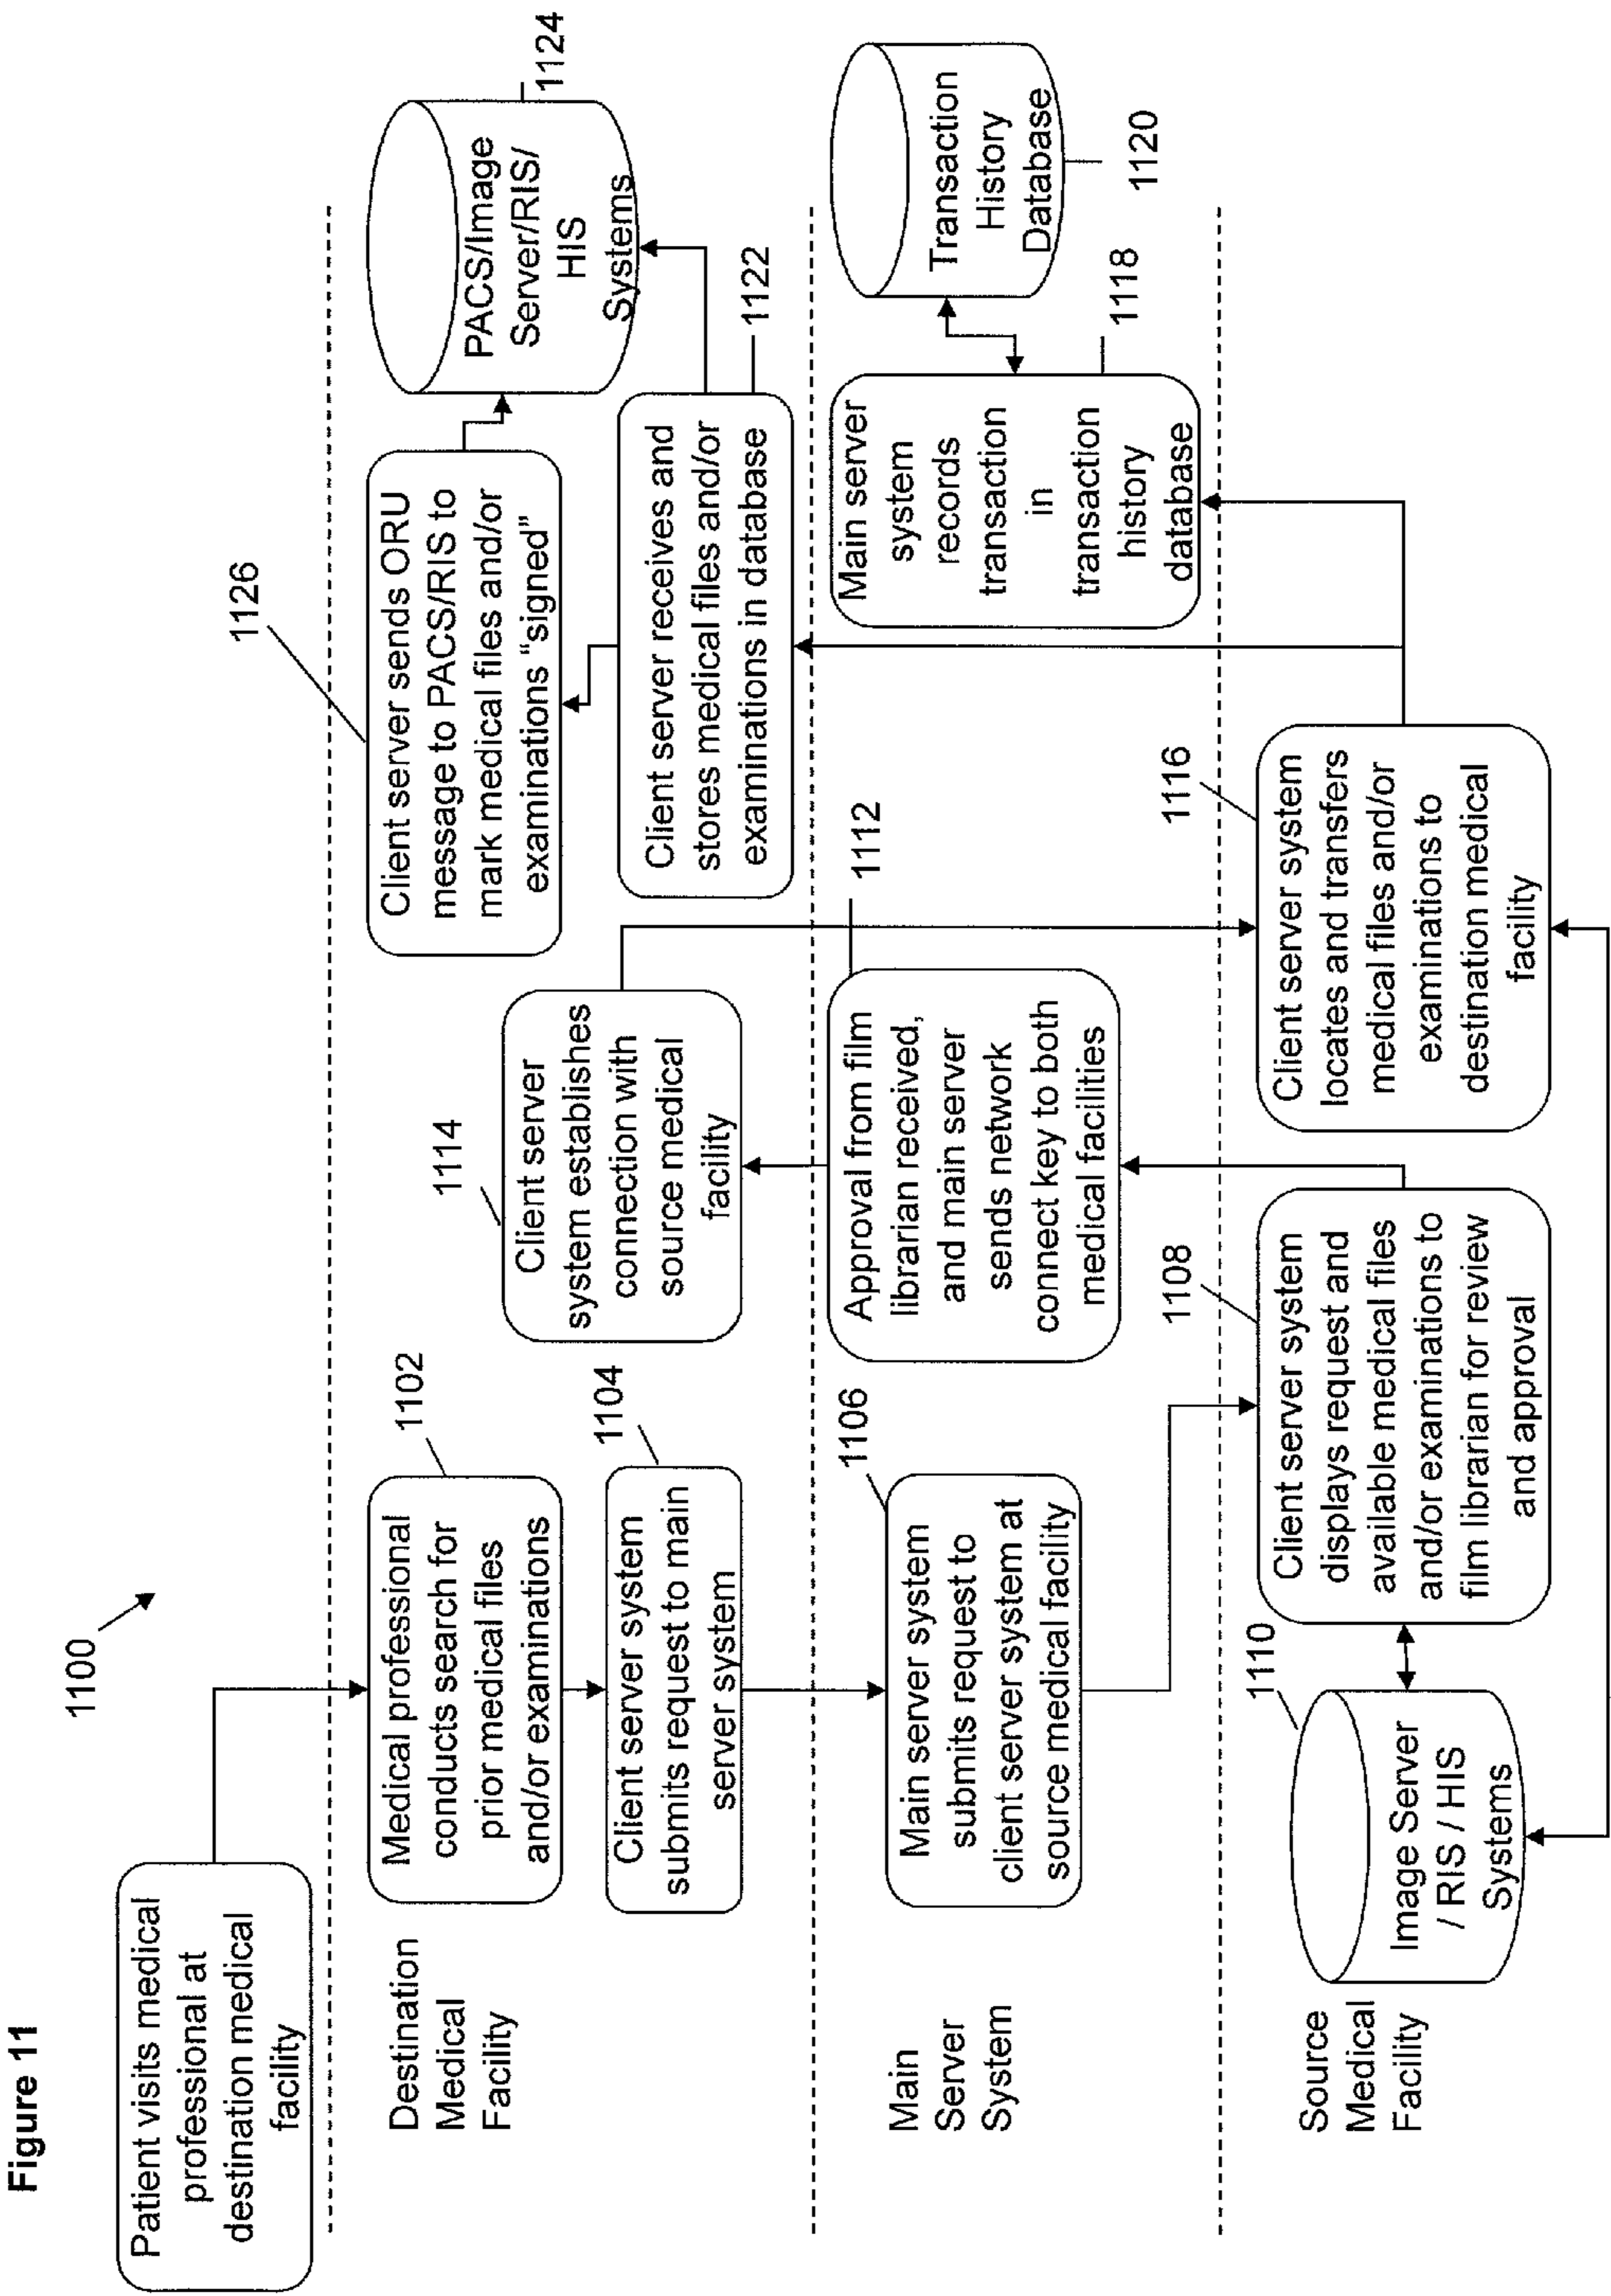 Figure 11
1100
Patient visits medical
professional at
destination medical
facility
Destination
Medical
Facility
Medical professional
conducts search for
prior medical files
and/or examinations
1102
Client server system
submits request to main
server system
1104
Client server
system establishes
connection with
source medical
facility
1114
Client server sends ORU
message to PACS/RIS to
mark medical files and/or
examinations "signed"
1126
Client server receives and
stores medical files and/or
examinations in database
1122
PACS/Image
Server/RIS/
HIS
Systems
1124
Main
Server
System
Main server system
submits request to
client server system at
source medical facility
1106
Approval from film
librarian received,
and main server
sends network
connect key to both
medical facilities
1112
Main server
system
records
transaction
in
transaction
history
database
1118
Transaction
History
Database
1120
Source
Medical
Facility
Image Server
/ RIS / HIS
Systems
1110
Client server system
displays request and
available medical files
and/or examinations to
film librarian for review
and approval
1108
Client server system
locates and transfers
medical files and/or
examinations to
destination medical
facility
1116